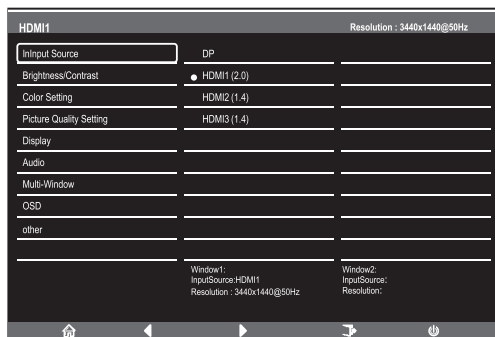 HDMI1 Resolution : 3440x1440@50Hz
InInput Source DP
Brightness/Contrast HDMI1 (2.0)
Color Setting HDMI2 (1.4)
Picture Quality Setting HDMI3 (1.4)
Display
Audio
Multi-Window
OSD
other
Window1: Window2:
InputSource:HDMI1 InputSource:
Resolution : 3440x1440@50Hz Resolution: